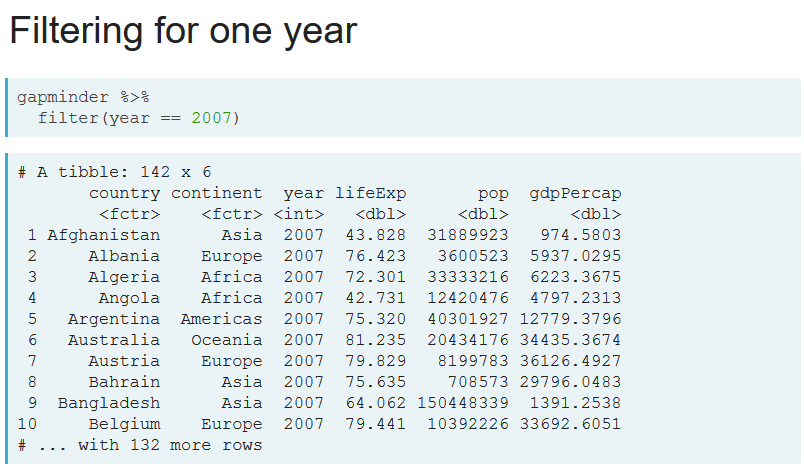 Filtering for one year
gapminder %>%
  filter(year == 2007)
# A tibble: 142 x 6
       country continent  year lifeExp       pop  gdpPercap
        <fctr>    <fctr> <int>   <dbl>     <dbl>      <dbl>
 1 Afghanistan      Asia  2007  43.828  31889923   974.5803
2      Albania    Europe  2007  76.423   3600523  5937.0295
3      Algeria    Africa  2007  72.301  33333216  6223.3675
4       Angola    Africa  2007  42.731  12420476  4797.2313
5    Argentina  Americas  2007  75.320  40301927 12779.3796
6    Australia   Oceania  2007  81.235  20434176 34435.3674
7      Austria    Europe  2007  79.829   8199783 36126.4927
8      Bahrain      Asia  2007  75.635    708573 29796.0483
9   Bangladesh      Asia  2007  64.062 150448339  1391.2538
10     Belgium    Europe  2007  79.441  10392226 33692.6051
# ... with 132 more rows